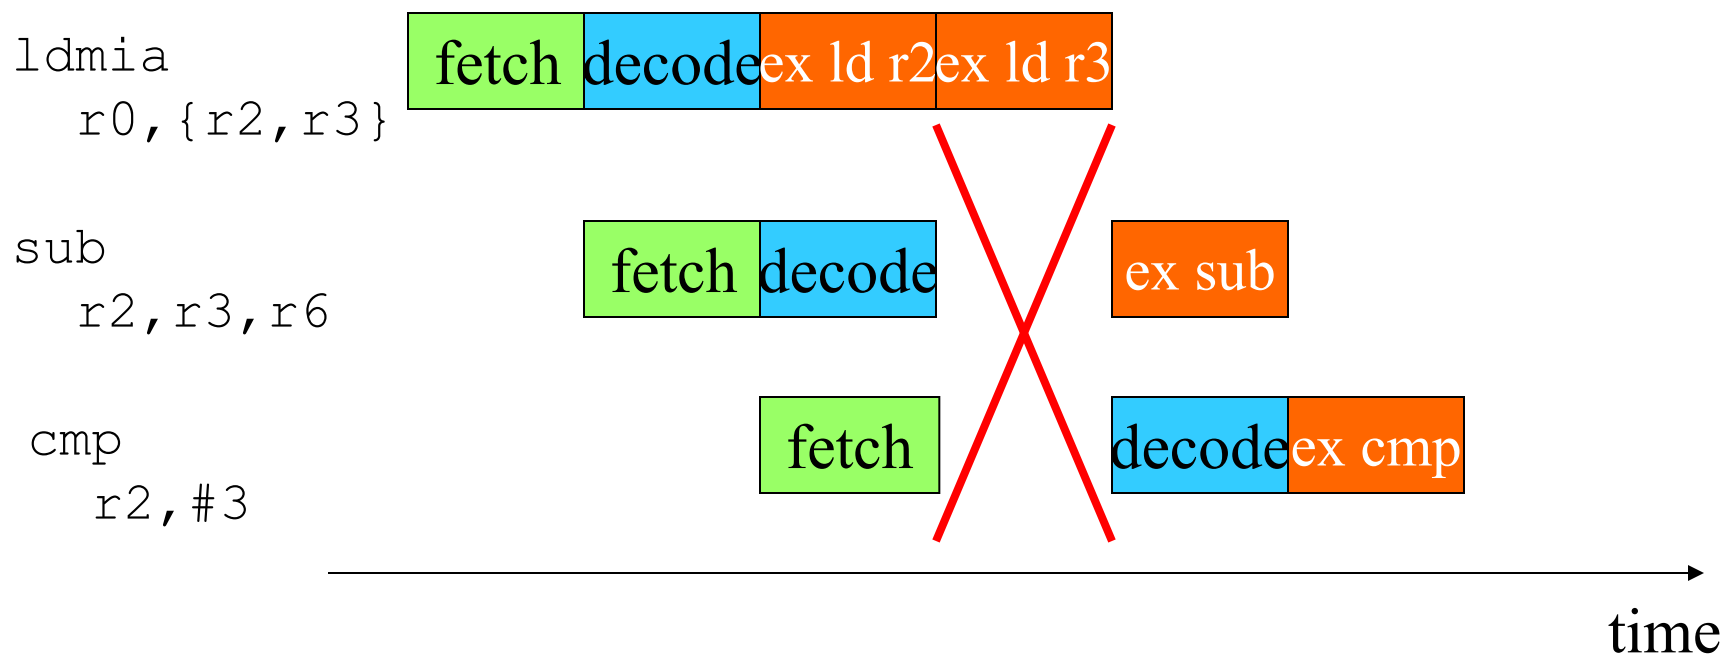 ldmia
r0,{r2,r3}
fetch decode ex ld r2 ex ld r3
sub
r2,r3,r6
fetch decode ex sub
cmp
r2,#3
fetch decode ex cmp
time